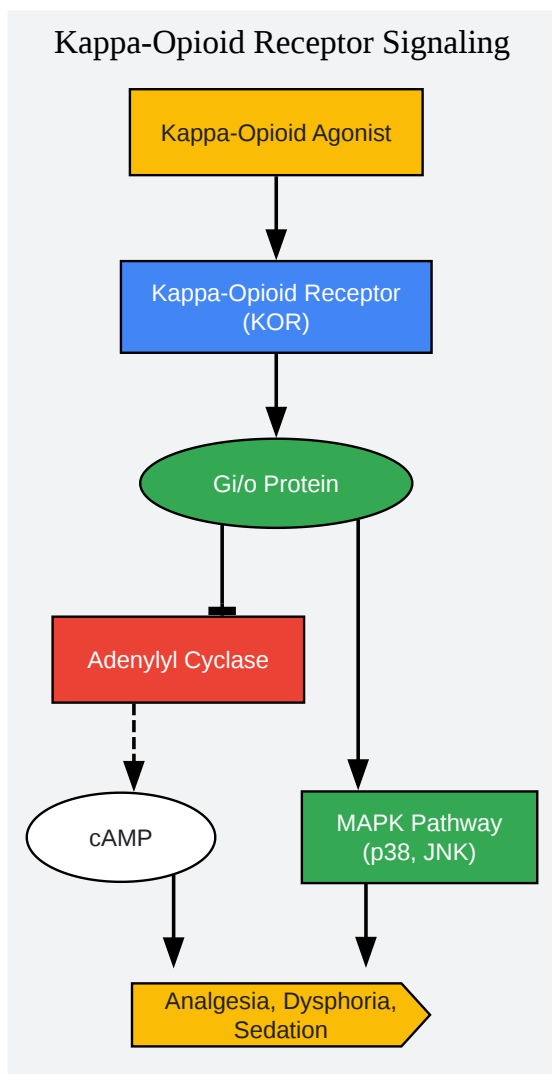 Kappa-Opioid Receptor Signaling
Kappa-Opioid Agonist
Kappa-Opioid Receptor
(KOR)
Gi/o Protein
Adenylyl Cyclase
cAMP
MAPK Pathway
(p38, JNK)
Analgesia, Dysphoria,
Sedation